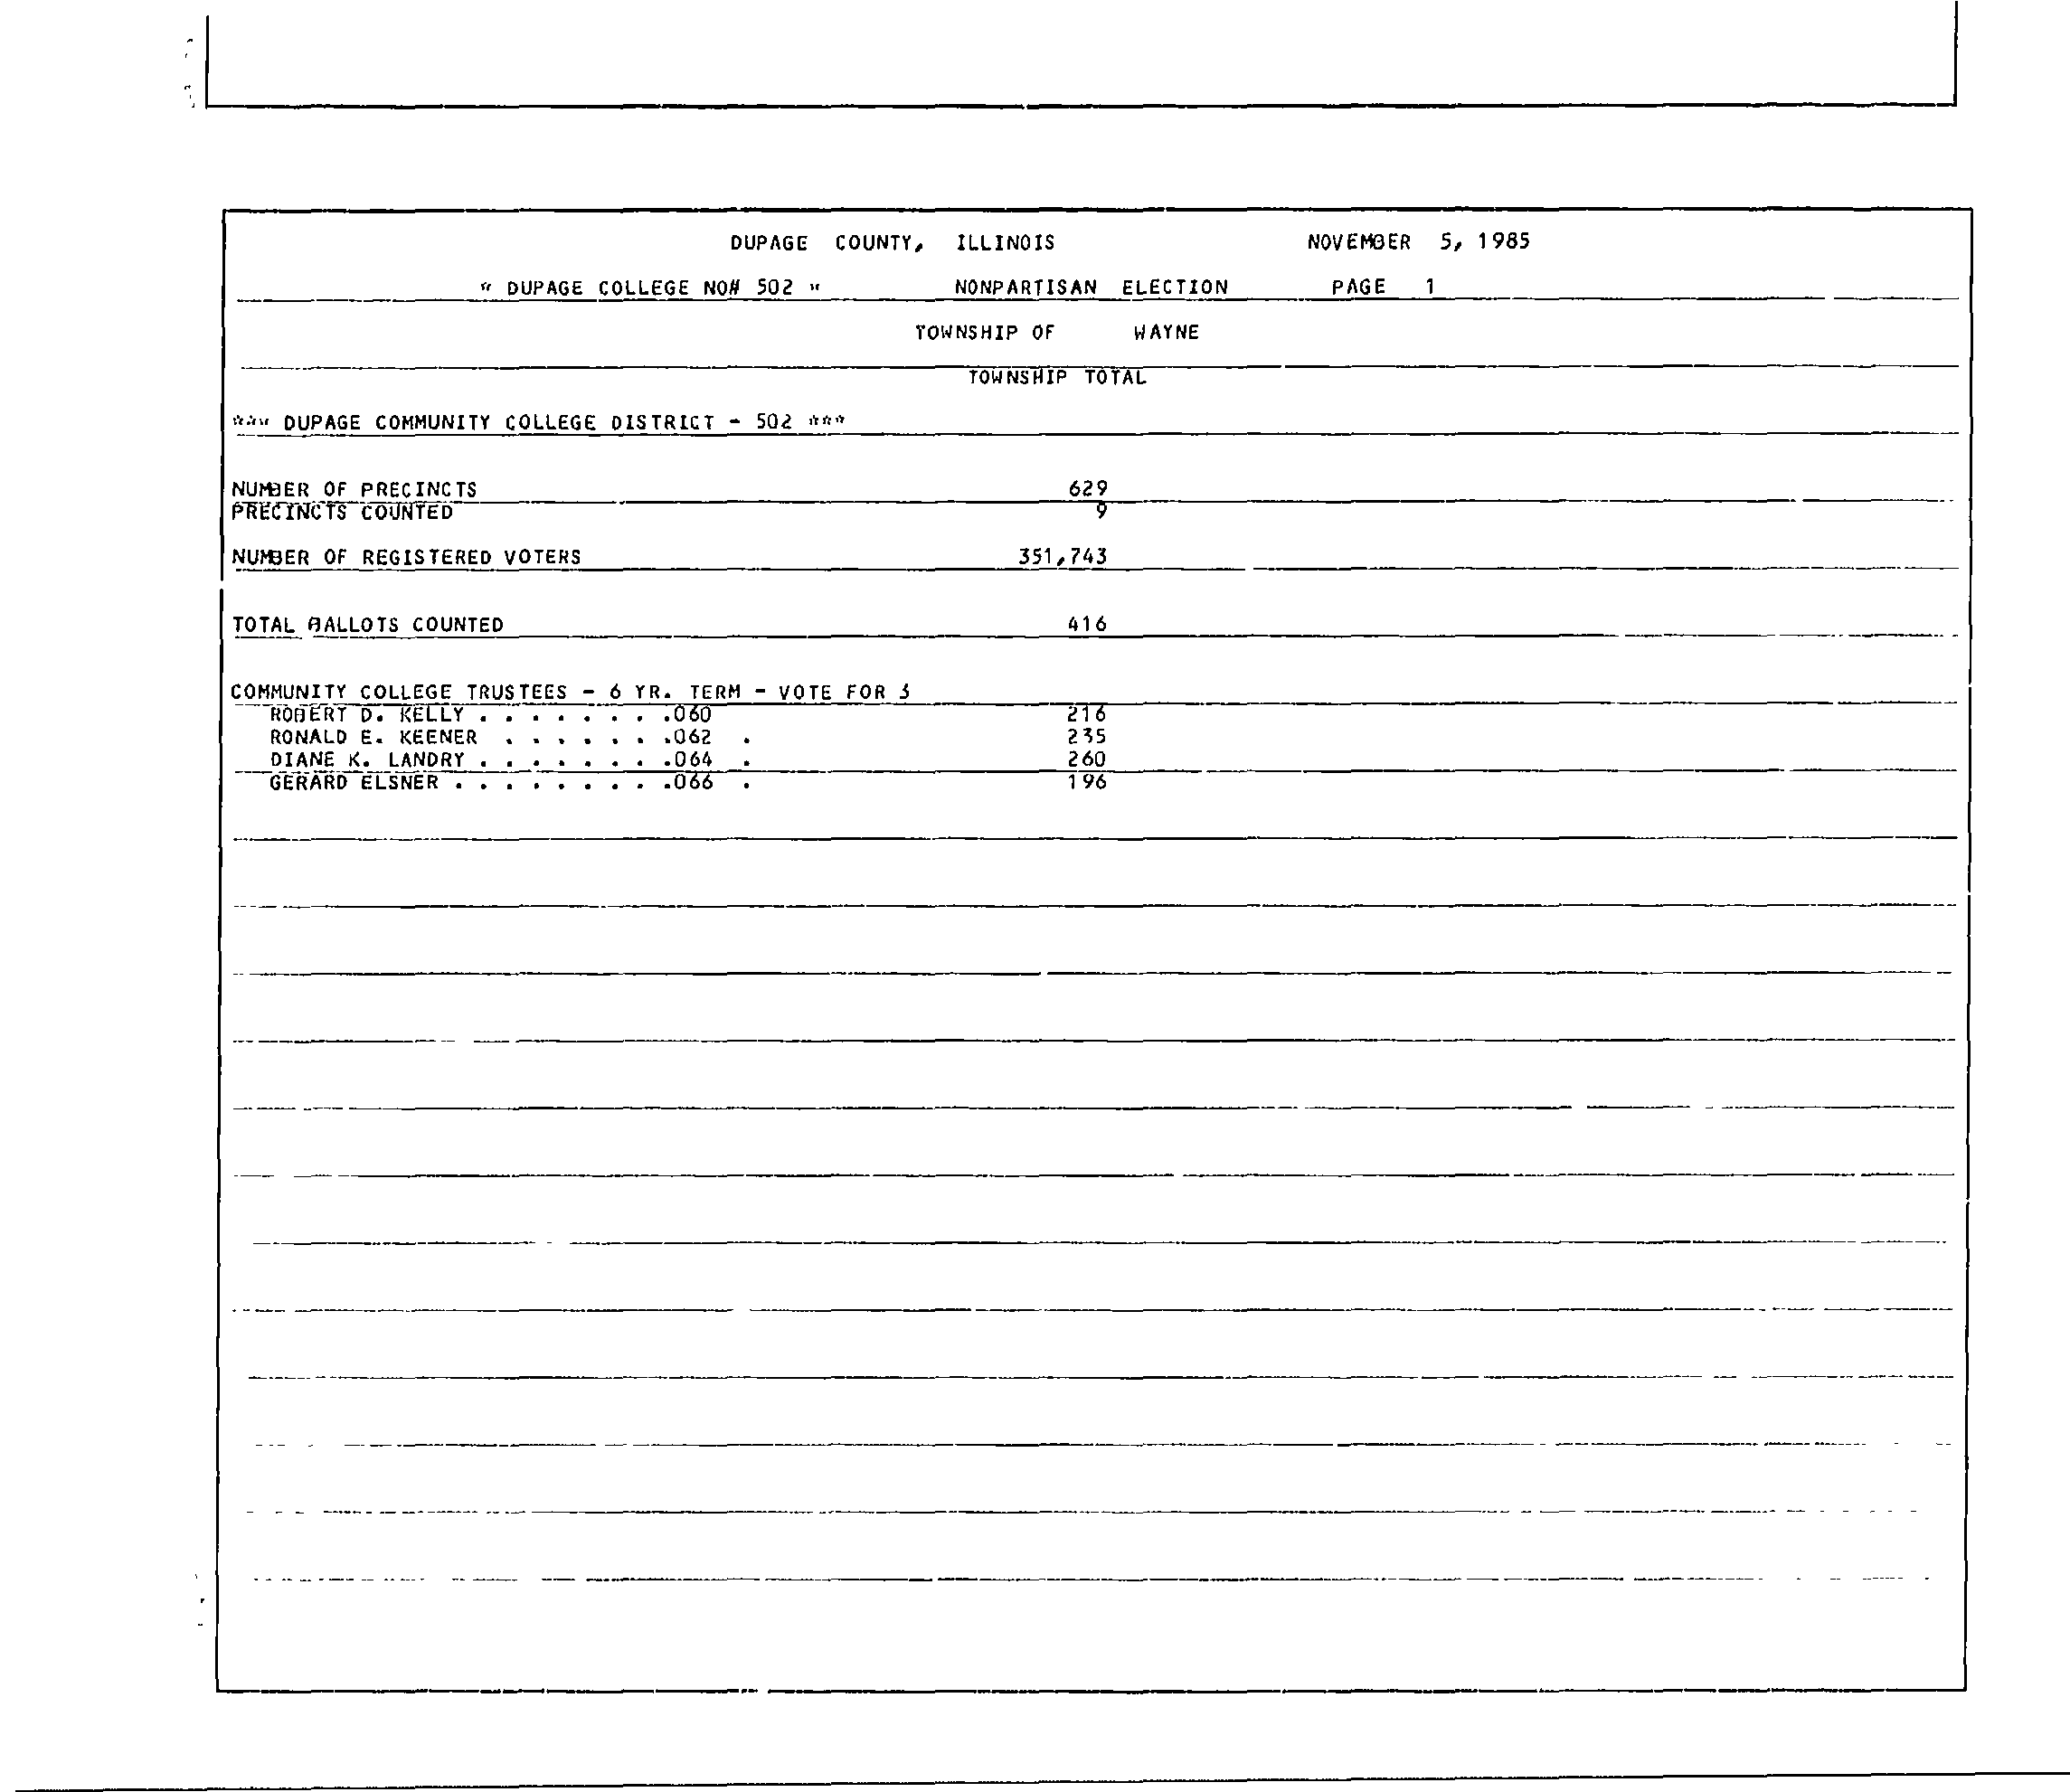 DUPAGE COUNTY, ILLINOIS NOVEMBER 5, 1985
" DUPAGE COLLEGE NO# 502 " NONPARTISAN ELECTION PAGE 1
TOWNSHIP OF WAYNE
TOWNSHIP TOTAL
*** DUPAGE COMMUNITY COLLEGE DISTRICT - 502 ***
NUMBER OF PRECINCTS 629
PRECINCTS COUNTED 9
NUMBER OF REGISTERED VOTERS 351,743
TOTAL BALLOTS COUNTED 416
COMMUNITY COLLEGE TRUSTEES - 6 YR. TERM - VOTE FOR 3
ROBERT D. KELLY . . . . . . . .060 216
RONALD E. KEENER . . . . . . .062 . 235
DIANE K. LANDRY . . . . . . . .064 . 260
GERARD ELSNER . . . . . . . . .066 . 196